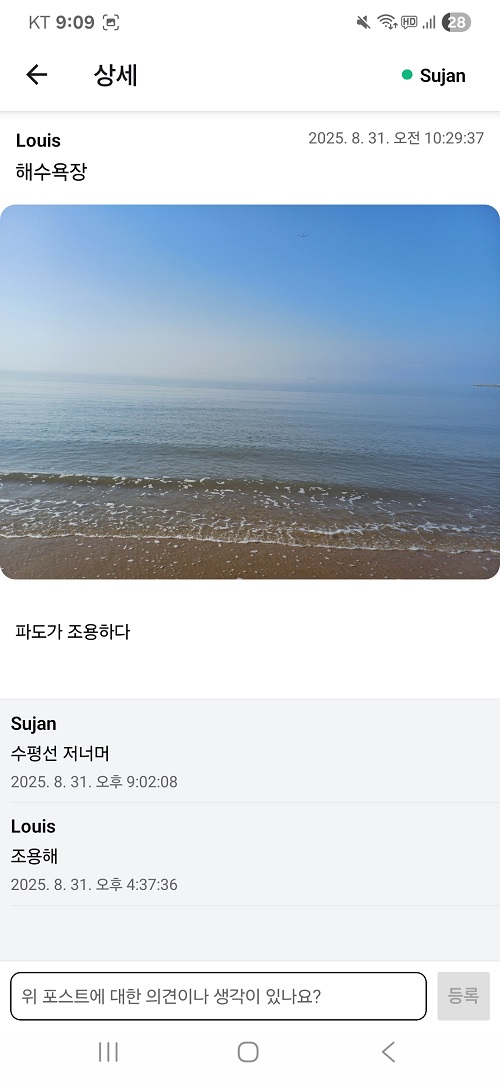 KT 9:09
HD
28
상세
Sujan
Louis
2025. 8. 31. 오전 10:29:37
해수욕장
파도가 조용하다
Sujan
수평선 저너머
2025. 8. 31. 오후 9:02:08
Louis
조용해
2025. 8. 31. 오후 4:37:36
위 포스트에 대한 의견이나 생각이 있나요?
등록